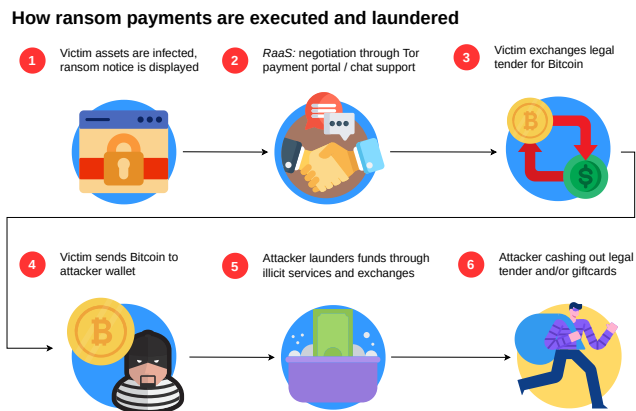 How ransom payments are executed and laundered
1
Victim assets are infected,
ransom notice is displayed
2
RaaS: negotiation through Tor
payment portal / chat support
3
Victim exchanges legal
tender for Bitcoin
4
Victim sends Bitcoin to
attacker wallet
5
Attacker launders funds through
illicit services and exchanges
6
Attacker cashing out legal
tender and/or giftcards